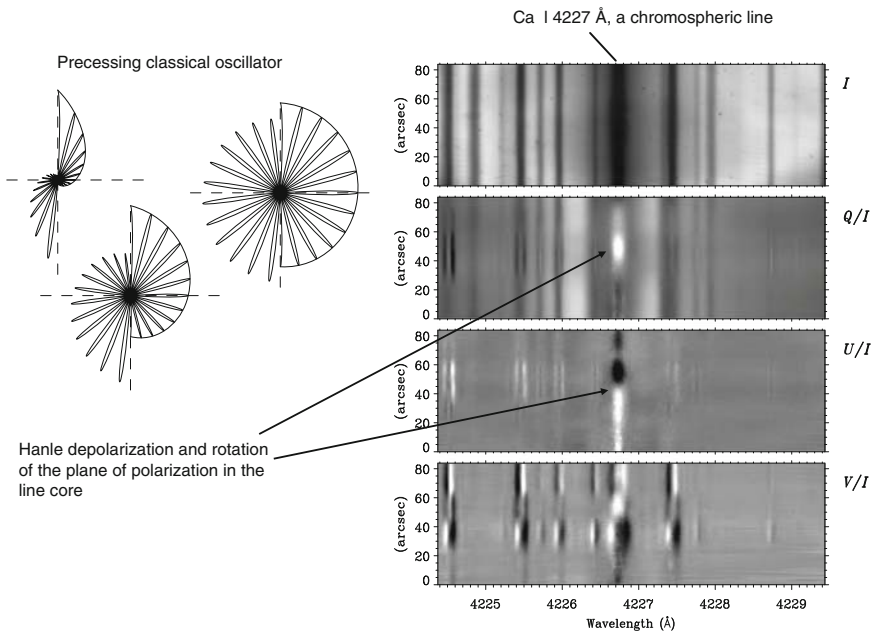 Ca I 4227 Å, a chromospheric line
Precessing classical oscillator
80
60
40
20
0
(arcsec)
I
80
60
40
20
0
(arcsec)
Q/I
80
60
40
20
0
(arcsec)
U/I
Hanle depolarization and rotation
of the plane of polarization in the
line core
80
60
40
20
0
(arcsec)
V/I
4225 4226 4227 4228 4229
Wavelength (Å)